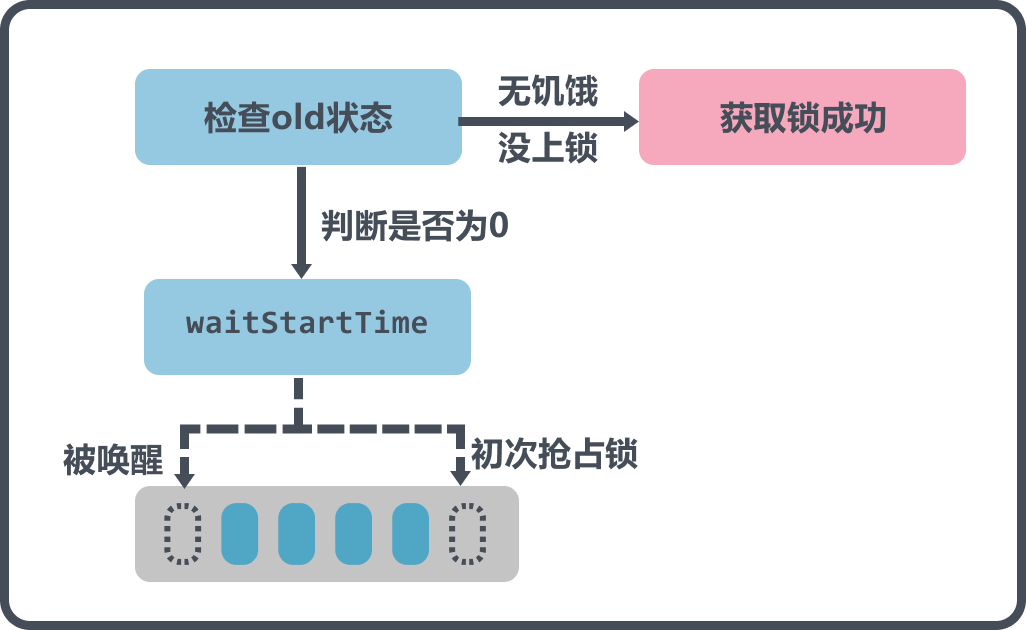 检查old状态
无饥饿
没上锁
获取锁成功
判断是否为0
waitStartTime
被唤醒
初次抢占锁